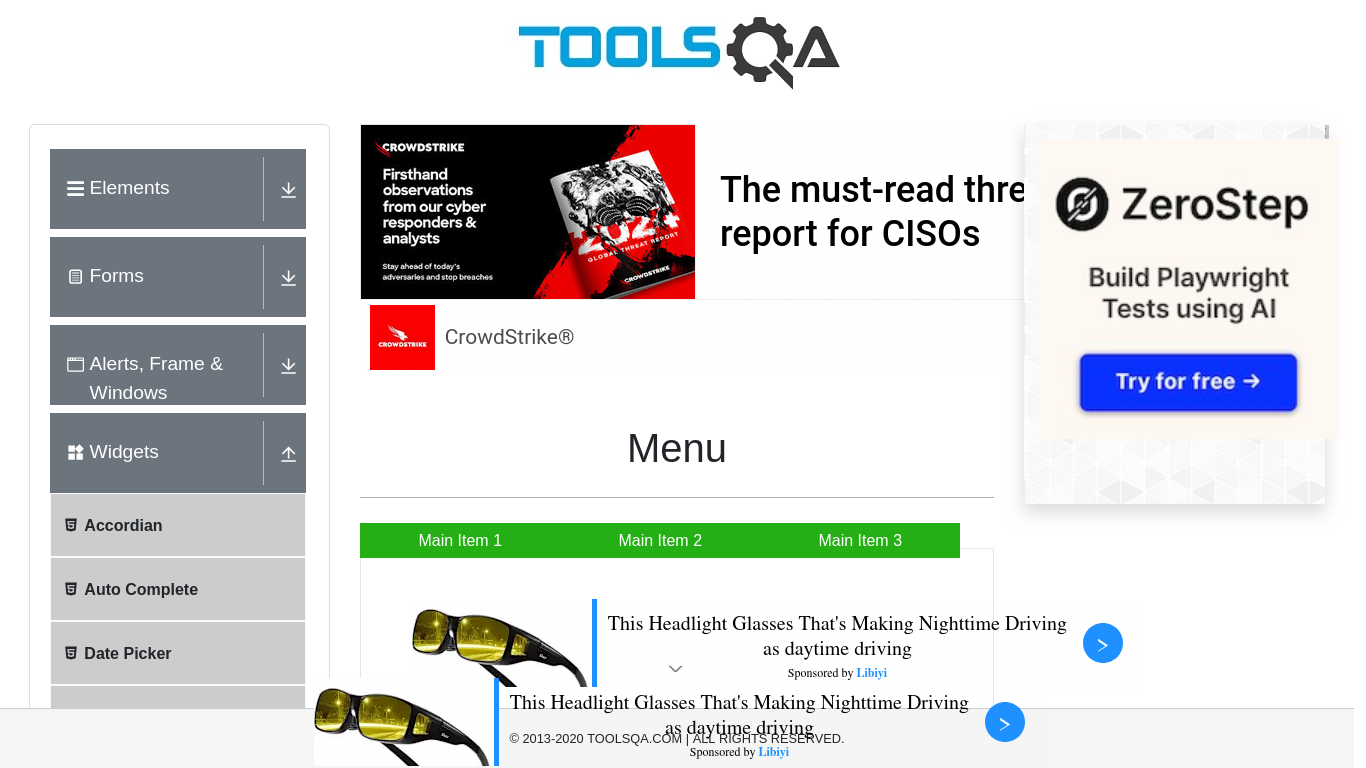 TOOLSQA
Elements
Forms
Alerts, Frame &
Windows
Widgets
Accordian
Auto Complete
Date Picker
CROWDSTRIKE
Firsthand
observations
from our cyber
responders &
analysts
Stay ahead of today's
adversaries and stop breaches
2024
GLOBAL THREAT REPORT
CROWDSTRIKE
The must-read thre
report for CISOs
CROWDSTRIKE
CrowdStrike®
ZeroStep
Build Playwright
Tests using AI
Try for free →
Menu
Main Item 1
Main Item 2
Main Item 3
This Headlight Glasses That's Making Nighttime Driving
as daytime driving
Sponsored by Libiyi
This Headlight Glasses That's Making Nighttime Driving
as daytime driving
© 2013-2020 TOOLSQA.COM | ALL RIGHTS RESERVED.
Sponsored by Libiyi